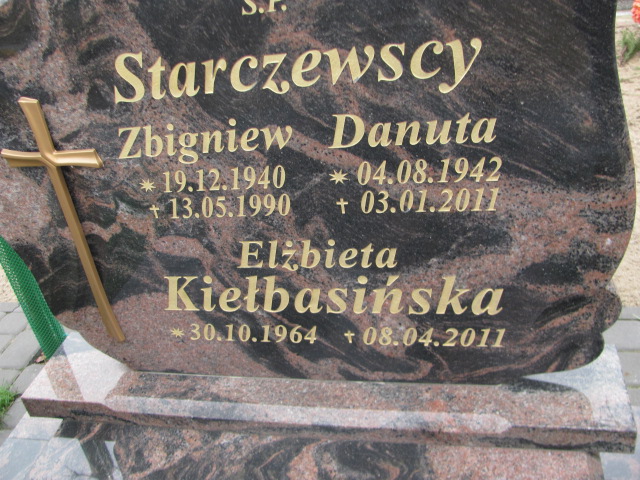 Ś.P.
Starczewscy
Zbigniew Danuta
* 19.12.1940 * 04.08.1942
✝ 13.05.1990 ✝ 03.01.2011
Elżbieta
Kiełbasińska
* 30.10.1964 ✝ 08.04.2011